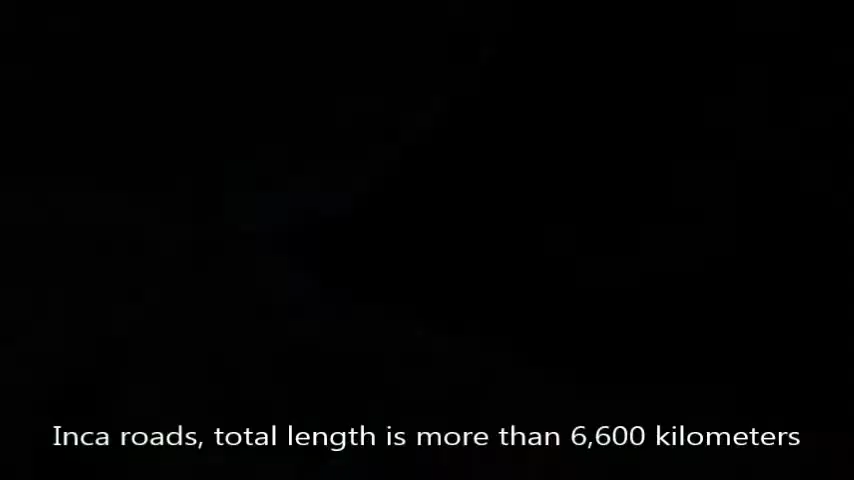 Inca roads, total length is more than 6,600 kilometers